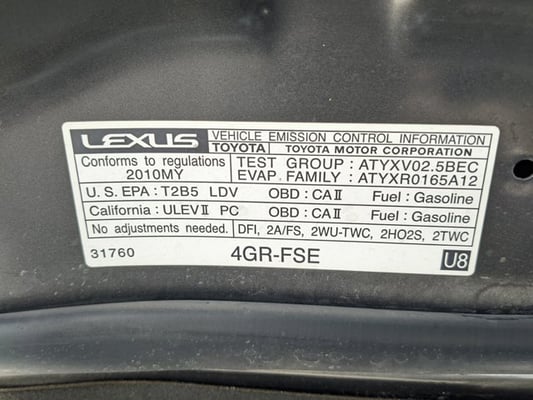 LEXUS VEHICLE EMISSION CONTROL INFORMATION
TOYOTA TOYOTA MOTOR CORPORATION
Conforms to regulations
2010MY
TEST GROUP : ATYXV02.5BEC
EVAP. FAMILY : ATYXR0165A12
U.S. EPA : T2B5 LDV OBD : CAⅡ Fuel : Gasoline
California : ULEVⅡ PC OBD : CAⅡ Fuel : Gasoline
No adjustments needed. DFI, 2A/FS, 2WU-TWC, 2HO2S, 2TWC
31760 4GR-FSE U8